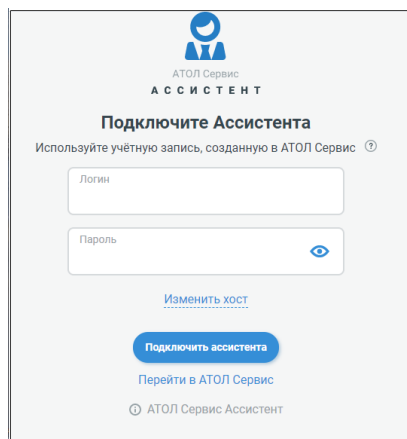 АТОЛ Сервис
АССИСТЕНТ
Подключите Ассистента
Используйте учётную запись, созданную в АТОЛ Сервис ?
Логин
Пароль
Изменить хост
Подключить ассистента
Перейти в АТОЛ Сервис
АТОЛ Сервис Ассистент